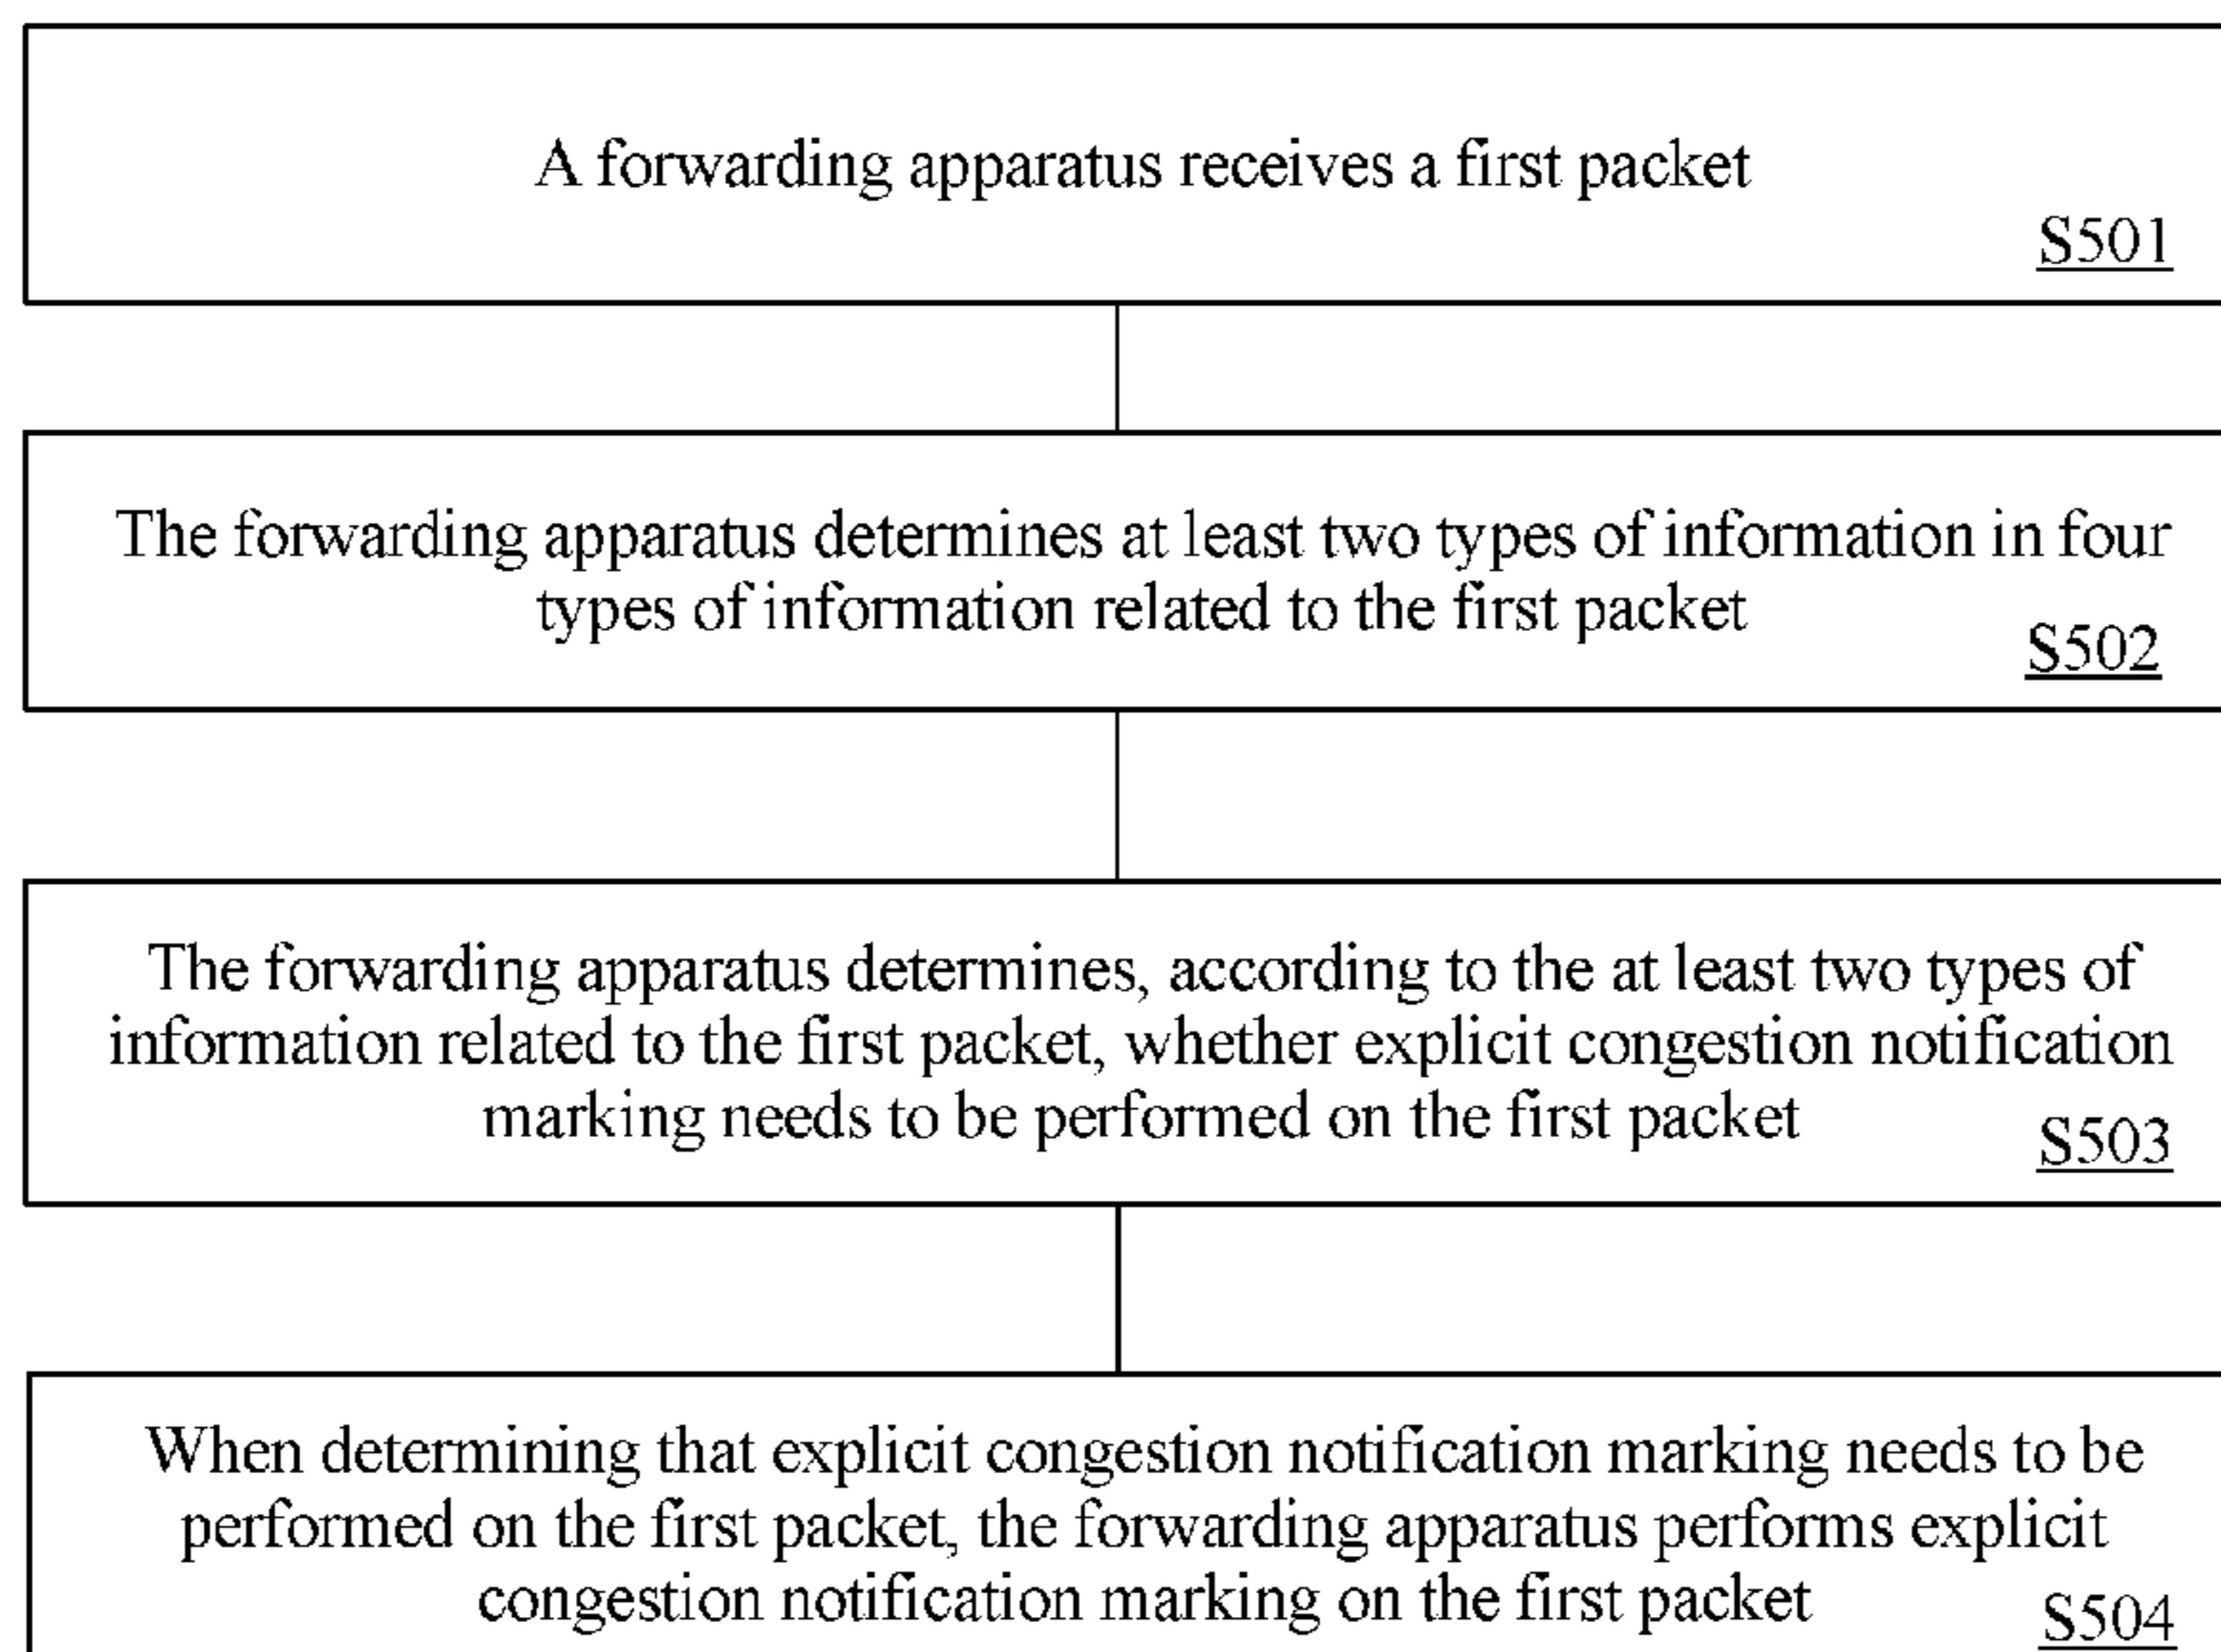 A forwarding apparatus receives a first packet
S501
The forwarding apparatus determines at least two types of information in four
types of information related to the first packet
S502
The forwarding apparatus determines, according to the at least two types of
information related to the first packet, whether explicit congestion notification
marking needs to be performed on the first packet
S503
When determining that explicit congestion notification marking needs to be
performed on the first packet, the forwarding apparatus performs explicit
congestion notification marking on the first packet
S504